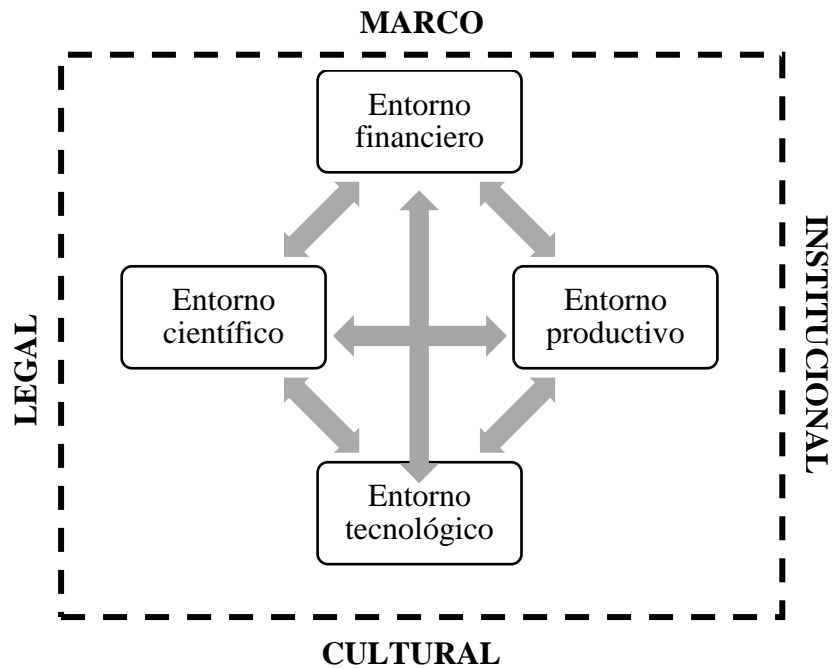 MARCO
Entorno
financiero
LEGAL
Entorno
científico
Entorno
productivo
INSTITUCIONAL
Entorno
tecnológico
CULTURAL